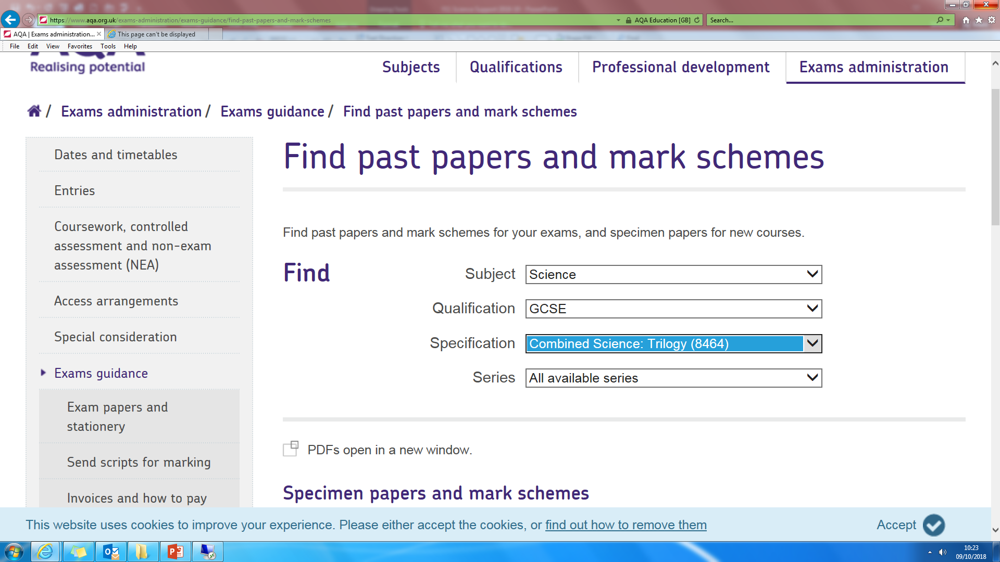 https://www.aqa.org.uk/exams-administration/exams-guidance/find-past-papers-and-mark-schemes
AQA Education [GB]
Search...
AQA | Exams administration...
This page can't be displayed
File Edit View Favorites Tools Help
AQA
Realising potential
Subjects
Qualifications
Professional development
Exams administration
/ Exams administration / Exams guidance / Find past papers and mark schemes
Dates and timetables
Entries
Coursework, controlled
assessment and non-exam
assessment (NEA)
Access arrangements
Special consideration
Exams guidance
Exam papers and
stationery
Send scripts for marking
Invoices and how to pay
Find past papers and mark schemes
Find past papers and mark schemes for your exams, and specimen papers for new courses.
Find
Subject Science
Qualification GCSE
Specification Combined Science: Trilogy (8464)
Series All available series
PDFs open in a new window.
Specimen papers and mark schemes
This website uses cookies to improve your experience. Please either accept the cookies, or find out how to remove them
Accept
10:23
09/10/2018